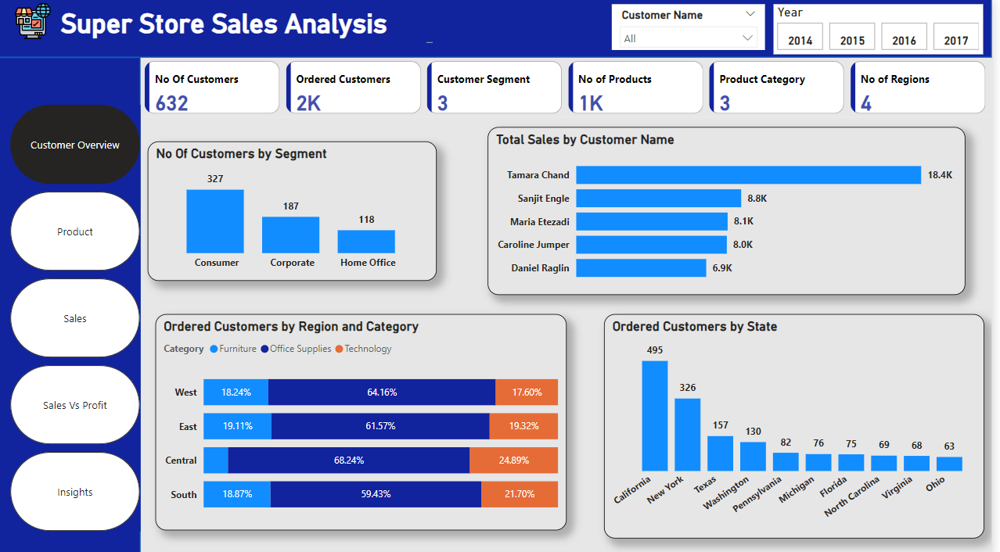 Super Store Sales Analysis
Customer Name
All
Year
2014 2015 2016 2017
No Of Customers
632
Ordered Customers
2K
Customer Segment
3
No of Products
1K
Product Category
3
No of Regions
4
Customer Overview
Product
Sales
Sales Vs Profit
Insights
No Of Customers by Segment
327
187
118
Consumer Corporate Home Office
Total Sales by Customer Name
Tamara Chand 18.4K
Sanjit Engle 8.8K
Maria Etezadi 8.1K
Caroline Jumper 8.0K
Daniel Raglin 6.9K
Ordered Customers by Region and Category
Category Furniture Office Supplies Technology
West 18.24% 64.16% 17.60%
East 19.11% 61.57% 19.32%
Central 68.24% 24.89%
South 18.87% 59.43% 21.70%
Ordered Customers by State
495
326
157
130
82
76
75
69
68
63
California
New York
Texas
Washington
Pennsylvania
Michigan
Florida
North Carolina
Virginia
Ohio